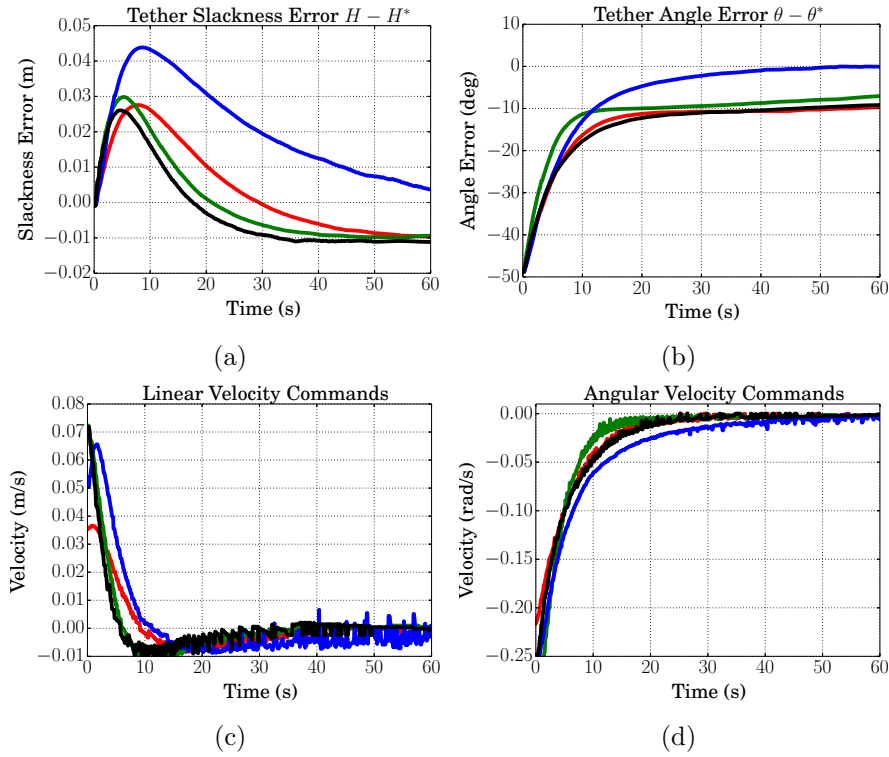 Tether Slackness Error H − H*
Slackness Error (m)
0.05
0.04
0.03
0.02
0.01
0.00
−0.01
−0.02
0 10 20 30 40 50 60
Time (s)
(a)
Tether Angle Error θ − θ*
Angle Error (deg)
10
0
−10
−20
−30
−40
−50
0 10 20 30 40 50 60
Time (s)
(b)
Linear Velocity Commands
Velocity (m/s)
0.08
0.07
0.06
0.05
0.04
0.03
0.02
0.01
0.00
−0.01
0 10 20 30 40 50 60
Time (s)
(c)
Angular Velocity Commands
Velocity (rad/s)
0.00
−0.05
−0.10
−0.15
−0.20
−0.25
0 10 20 30 40 50 60
Time (s)
(d)